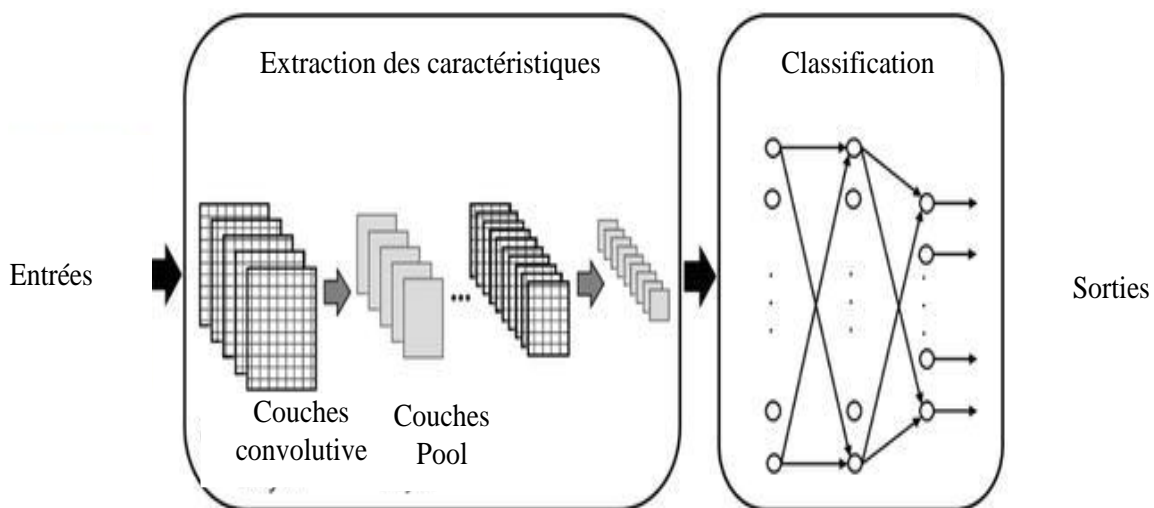 Extraction des caractéristiques
Classification
Entrées
Sorties
Couches
convolutive
Couches
Pool